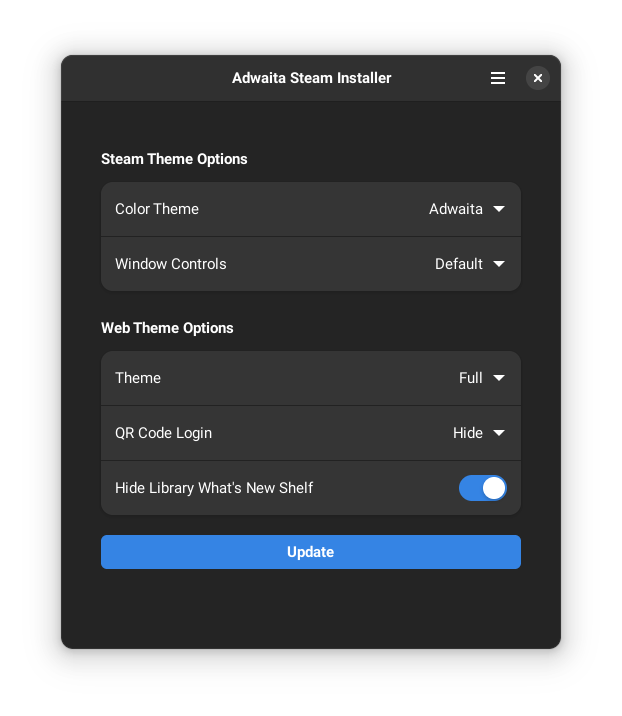 Adwaita Steam Installer
Steam Theme Options
Color Theme Adwaita
Window Controls Default
Web Theme Options
Theme Full
QR Code Login Hide
Hide Library What's New Shelf
Update